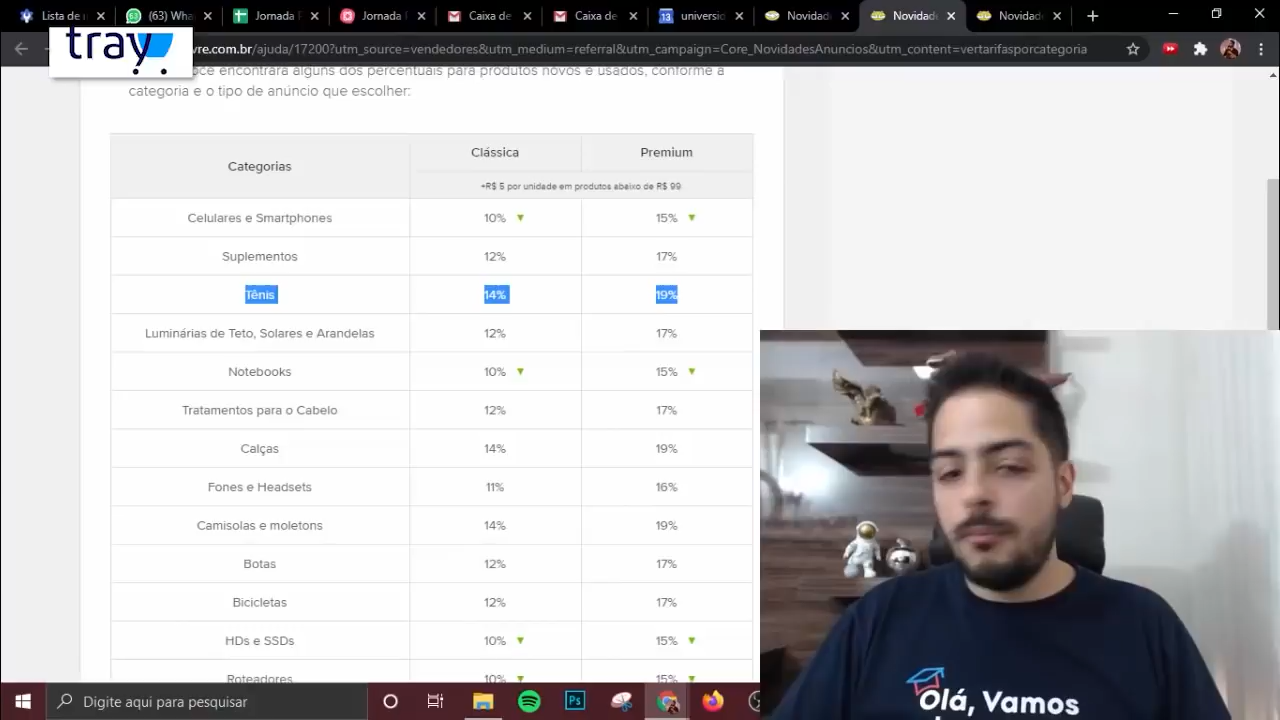 Lista de
(63) Wha
Jornada F
Jornada
Caixa de
Caixa de
universio
Novidad
Novidad
Novidad
tray
vre.com.br/ajuda/17200?utm_source=vendedores&utm_medium=referral&utm_campaign=Core_NovidadesAnuncios&utm_content=vertarifasporcategoria
ocê encontrará alguns dos percentuais para produtos novos e usados, conforme a
categoria e o tipo de anúncio que escolher:
Categorias Clássica Premium
+R$ 5 por unidade em produtos abaixo de R$ 99
Celulares e Smartphones 10% ▼ 15% ▼
Suplementos 12% 17%
Tênis 14% 19%
Luminárias de Teto, Solares e Arandelas 12% 17%
Notebooks 10% ▼ 15% ▼
Tratamentos para o Cabelo 12% 17%
Calças 14% 19%
Fones e Headsets 11% 16%
Camisolas e moletons 14% 19%
Botas 12% 17%
Bicicletas 12% 17%
HDs e SSDs 10% ▼ 15% ▼
Roteadores 10% ▼ 15% ▼
Olá, Vamos
Digite aqui para pesquisar
Ps